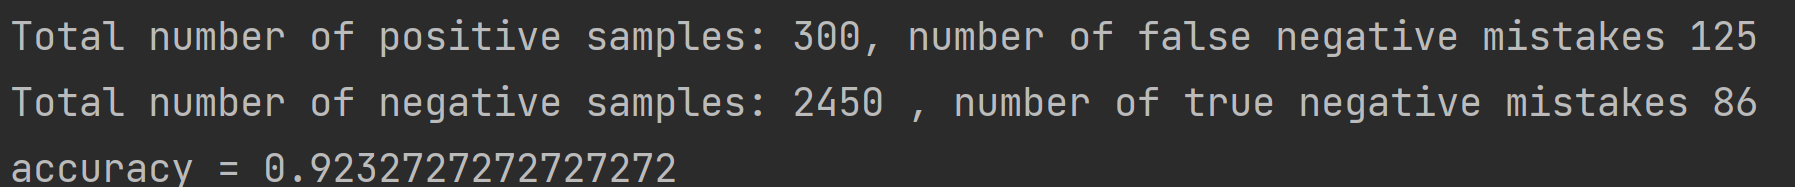 Total number of positive samples: 300, number of false negative mistakes 125
Total number of negative samples: 2450 , number of true negative mistakes 86
accuracy = 0.9232727272727272